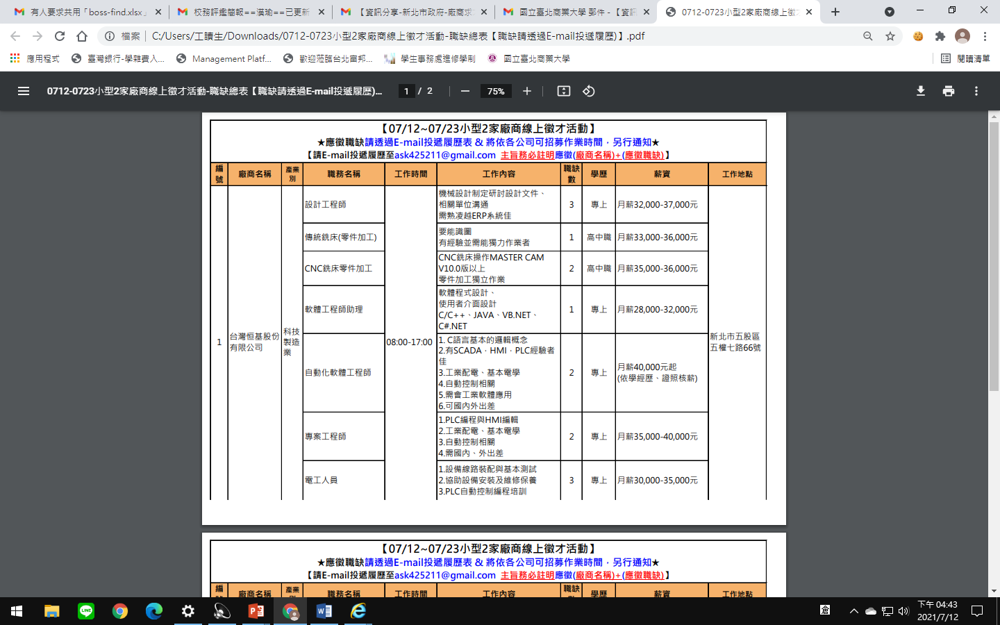 有人要求共用「boss-find.xlsx」
校務評鑑簡報==漢瑜==已更新
【資訊分享-新北市政府-廠商求
國立臺北商業大學 郵件 - 【資訊
0712-0723小型2家廠商線上徵才
檔案 C:/Users/工讀生/Downloads/0712-0723小型2家廠商線上徵才活動-職缺總表【職缺請透過E-mail投遞履歷】.pdf
應用程式 臺灣銀行-學雜費入... Management Platf... 歡迎蒞臨台北富邦... 學生事務處進修學制 國立臺北商業大學 閱讀清單
0712-0723小型2家廠商線上徵才活動-職缺總表【職缺請透過E-mail投遞履歷】... 1 / 2 75%
【07/12~07/23小型2家廠商線上徵才活動】
★應徵職缺請透過E-mail投遞履歷表 & 將依各公司可招募作業時間，另行通知★
【請E-mail投遞履歷至ask425211@gmail.com 主旨務必註明應徵(廠商名稱)+(應徵職缺)】
編號 廠商名稱 產業別 職務名稱 工作時間 工作內容 職缺數 學歷 薪資 工作地點
1
台灣恒基股份
有限公司
科技
製造
業
08:00-17:00
新北市五股區
五權七路66號
設計工程師
機械設計制定研討設計文件、
相關單位溝通
需熟凌越ERP系統佳
3 專上 月薪32,000-37,000元
傳統銑床(零件加工)
要能識圖
有經驗並需能獨力作業者
1 高中職 月薪33,000-36,000元
CNC銑床零件加工
CNC銑床操作MASTER CAM
V10.0版以上
零件加工獨立作業
2 高中職 月薪35,000-36,000元
軟體工程師助理
軟體程式設計、
使用者介面設計
C/C++、JAVA、VB.NET、
C#.NET
1 專上 月薪28,000-32,000元
自動化軟體工程師
1. C語言基本的邏輯概念
2.有SCADA，HMI，PLC經驗者
佳
3.工業配電、基本電學
4.自動控制相關
5.需會工業軟體應用
6.可國內外出差
2 專上 月薪40,000元起
(依學經歷、證照核薪)
專案工程師
1.PLC編程與HMI編輯
2.工業配電、基本電學
3.自動控制相關
4.需國內、外出差
2 專上 月薪35,000-40,000元
電工人員
1.設備線路裝配與基本測試
2.協助設備安裝及維修保養
3.PLC自動控制編程培訓
3 專上 月薪30,000-35,000元
【07/12~07/23小型2家廠商線上徵才活動】
★應徵職缺請透過E-mail投遞履歷表 & 將依各公司可招募作業時間，另行通知★
【請E-mail投遞履歷至ask425211@gmail.com 主旨務必註明應徵(廠商名稱)+(應徵職缺)】
編 廠商名稱 產業 職務名稱 工作時間 工作內容 職缺 學歷 薪資 工作地點
下午 04:43
2021/7/12